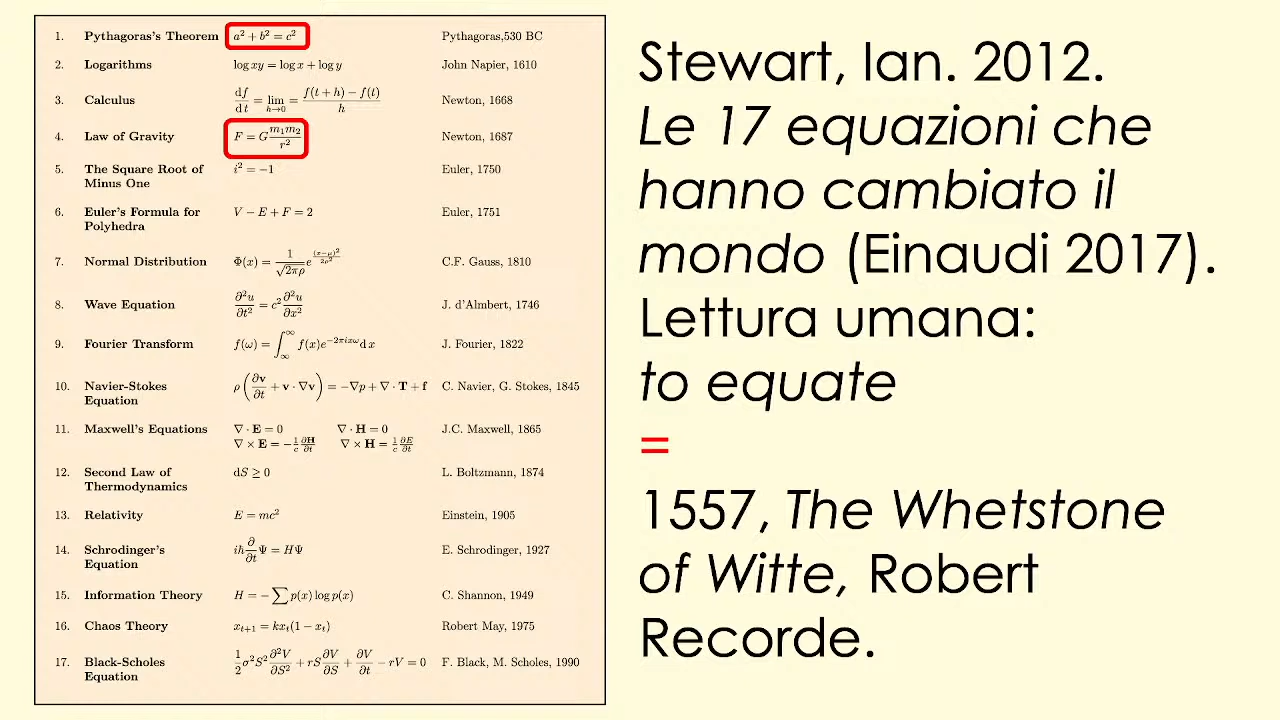 1. Pythagoras's Theorem a² + b² = c² Pythagoras,530 BC
2. Logarithms log xy = log x + log y John Napier, 1610
3. Calculus df/dt = lim h→0 = f(t + h) − f(t)/h Newton, 1668
4. Law of Gravity F = G m₁m₂/r² Newton, 1687
5. The Square Root of i² = −1 Euler, 1750
Minus One
6. Euler's Formula for V − E + F = 2 Euler, 1751
Polyhedra
7. Normal Distribution Φ(x) = 1/√2πρ e^(x−μ)²/2ρ² C.F. Gauss, 1810
8. Wave Equation ∂²u/∂t² = c² ∂²u/∂x² J. d'Almbert, 1746
9. Fourier Transform f(ω) = ∫∞^∞ f(x)e^−2πixω dx J. Fourier, 1822
10. Navier-Stokes ρ(∂v/∂t + v · ∇v) = −∇p + ∇ · T + f C. Navier, G. Stokes, 1845
Equation
11. Maxwell's Equations ∇ · E = 0 ∇ · H = 0 J.C. Maxwell, 1865
∇ × E = −1/c ∂H/∂t ∇ × H = 1/c ∂E/∂t
12. Second Law of dS ≥ 0 L. Boltzmann, 1874
Thermodynamics
13. Relativity E = mc² Einstein, 1905
14. Schrodinger's iℏ ∂/∂t Ψ = HΨ E. Schrodinger, 1927
Equation
15. Information Theory H = −∑ p(x) log p(x) C. Shannon, 1949
16. Chaos Theory xₜ₊₁ = kxₜ(1 − xₜ) Robert May, 1975
17. Black-Scholes 1/2 σ²S² ∂²V/∂S² + rS ∂V/∂S + ∂V/∂t − rV = 0 F. Black, M. Scholes, 1990
Equation
Stewart, Ian. 2012.
Le 17 equazioni che
hanno cambiato il
mondo (Einaudi 2017).
Lettura umana:
to equate
=
1557, The Whetstone
of Witte, Robert
Recorde.